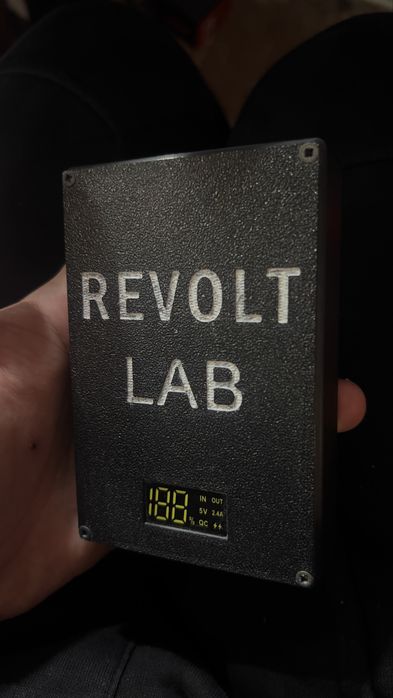 REVOLT
LAB
188%
IN OUT
5V 2.4A
QC